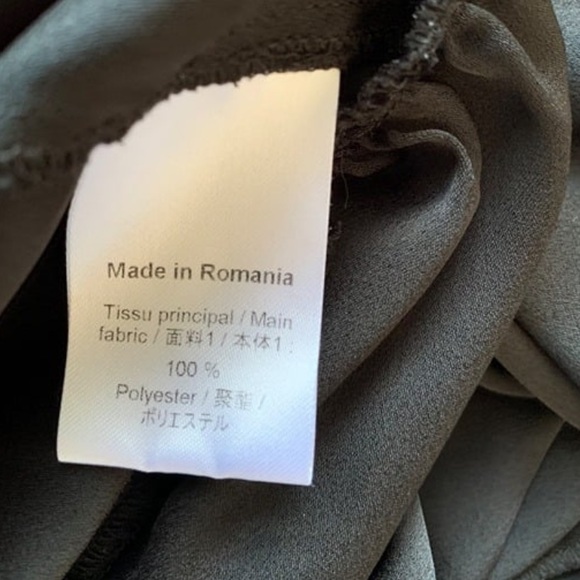 Made in Romania
Tissu principal / Main
fabric / 面料1 / 本体1 :
100 %
Polyester / 聚酯 /
ポリエステル